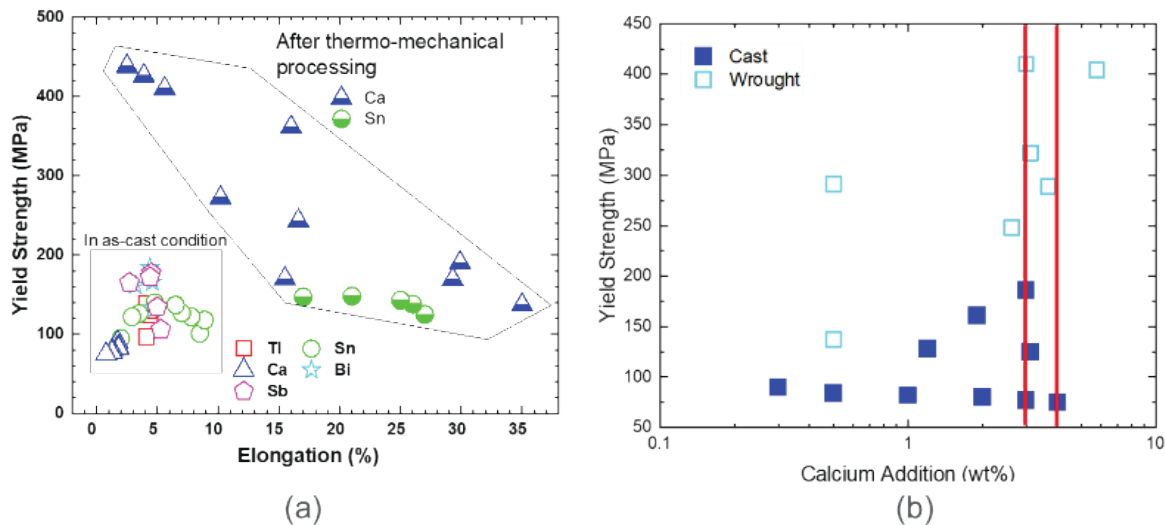 500
400
300
200
100
0
0
5
10
15
20
25
30
35
Yield Strength (MPa)
Elongation (%)
After thermo-mechanical
processing
Ca
Sn
In as-cast condition
Tl
Sn
Ca
Bi
Sb
(a)
450
400
350
300
250
200
150
100
50
0.1
1
10
Yield Strength (MPa)
Calcium Addition (wt%)
Cast
Wrought
(b)